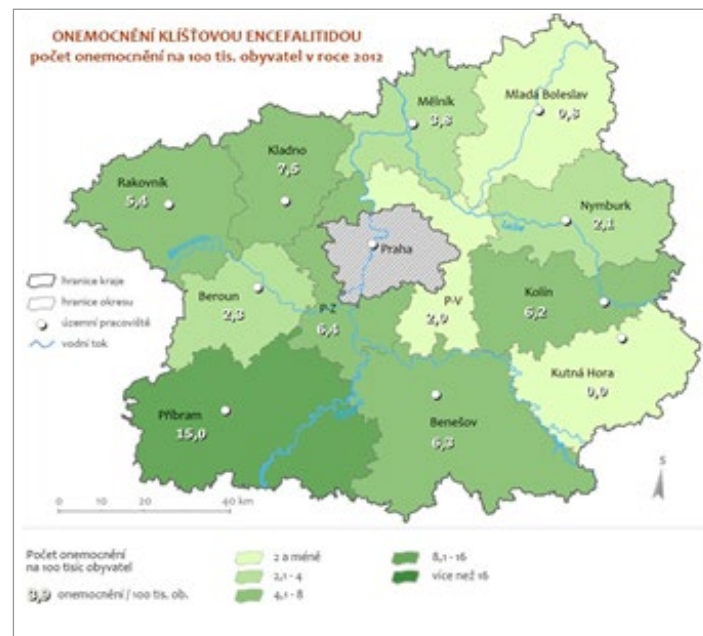 ONEMOCNĚNÍ KLÍŠŤOVOU ENCEFALITIDOU
počet onemocnění na 100 tis. obyvatel v roce 2012
Mělník
3,8
Mladá Boleslav
0,8
Kladno
7,5
Rakovník
5,4
Nymburk
2,1
Labe
Praha
hranice kraje
hranice okresu
územní pracoviště
vodní tok
Beroun
2,3
P-Z
6,4
P-V
2,0
Kolín
6,2
Kutná Hora
0,0
Příbram
15,0
Benešov
6,3
S
0 10 20 40 km
Počet onemocnění
na 100 tisíc obyvatel
3,9 onemocnění / 100 tis. ob.
2 a méně
2,1 - 4
4,1 - 8
8,1 - 16
více než 16